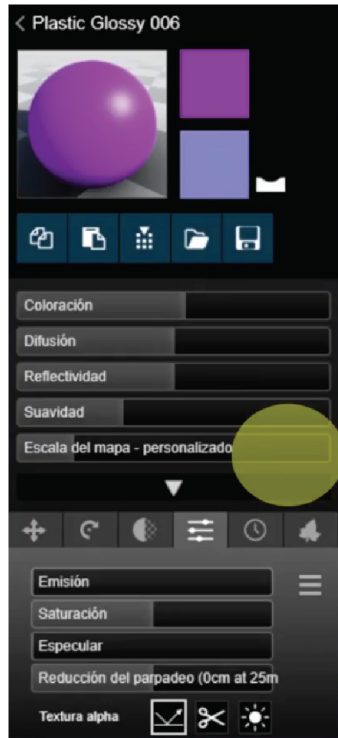 Plastic Glossy 006
Coloración
Difusión
Reflectividad
Suavidad
Escala del mapa - personalizado
Emisión
Saturación
Especular
Reducción del parpadeo (0cm at 25m
Textura alpha